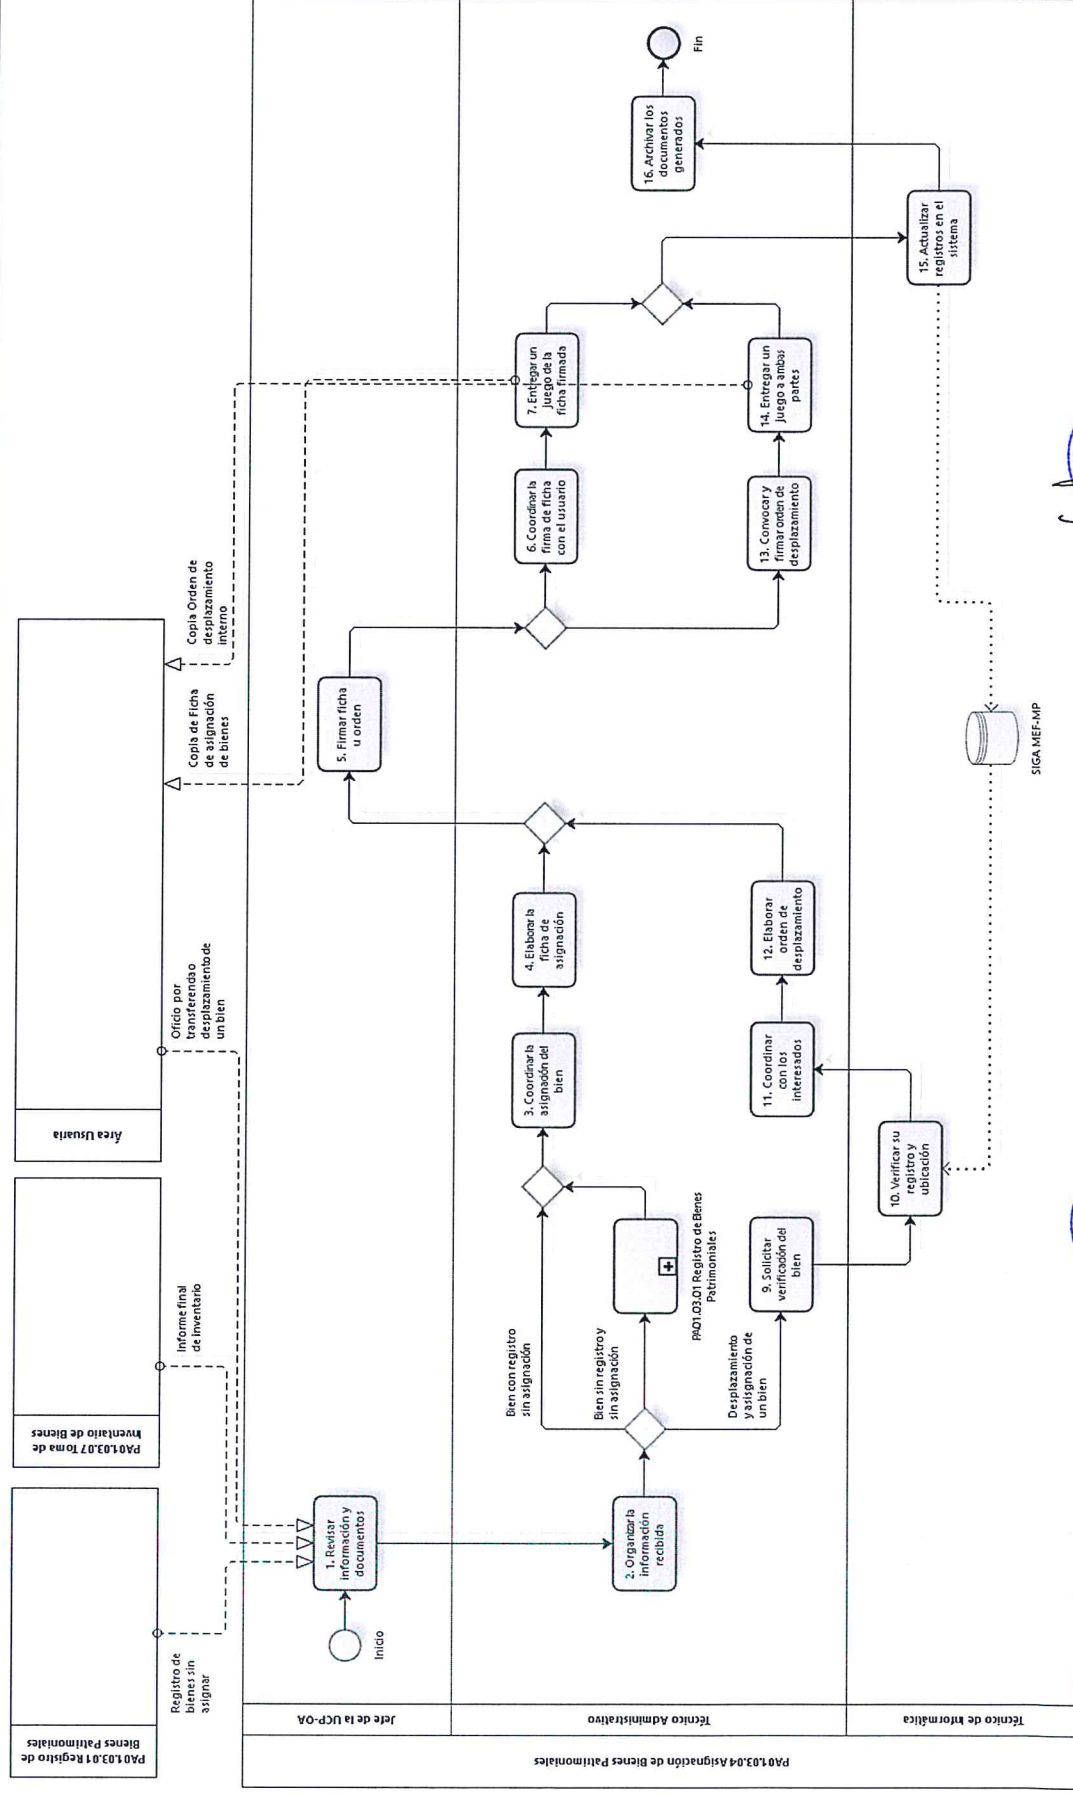 PA01.03.01 Registro de
Bienes Patrimoniales
PA01.03.07 Toma de
Inventario de Bienes
Área Usuaria
Registro de
bienes sin
asignar
Informe final
de inventario
Oficio por
transferenda o
desplazamiento de
un bien
Copia de Ficha
de asignación
de bienes
Copia Orden de
desplazamiento
interno
PA01.03.04 Asignación de Bienes Patrimoniales
Jefe de la UCP-OA
Inicio
1. Revisar
información y
documentos
5. Firmar ficha
u orden
Técnico Administrativo
2. Organizar la
información
recibida
Bien con registro
sin asignación
Bien sin registro y
sin asignación
Desplazamiento
y asisgnación de
un bien
PA01.03.01 Registro de Bienes
Patrimoniales
3. Coordinar la
asignación del
bien
4. Elaborar la
ficha de
asignación
9. Solicitar
verificación del
bien
11. Coordinar
con los
interesados
12. Elaborar
orden de
desplazamiento
6. Coordinar la
firma de ficha
con el usuario
7. Entregar un
juego de la
ficha firmada
13. Convocar y
firmar orden de
desplazamiento
14. Entregar un
juego a ambas
partes
16. Archivar los
documentos
generados
Fin
Técnico de Informática
10. Verificar su
registro y
ubicación
SIGA MEF-MP
15. Actualizar
registros en el
sistema